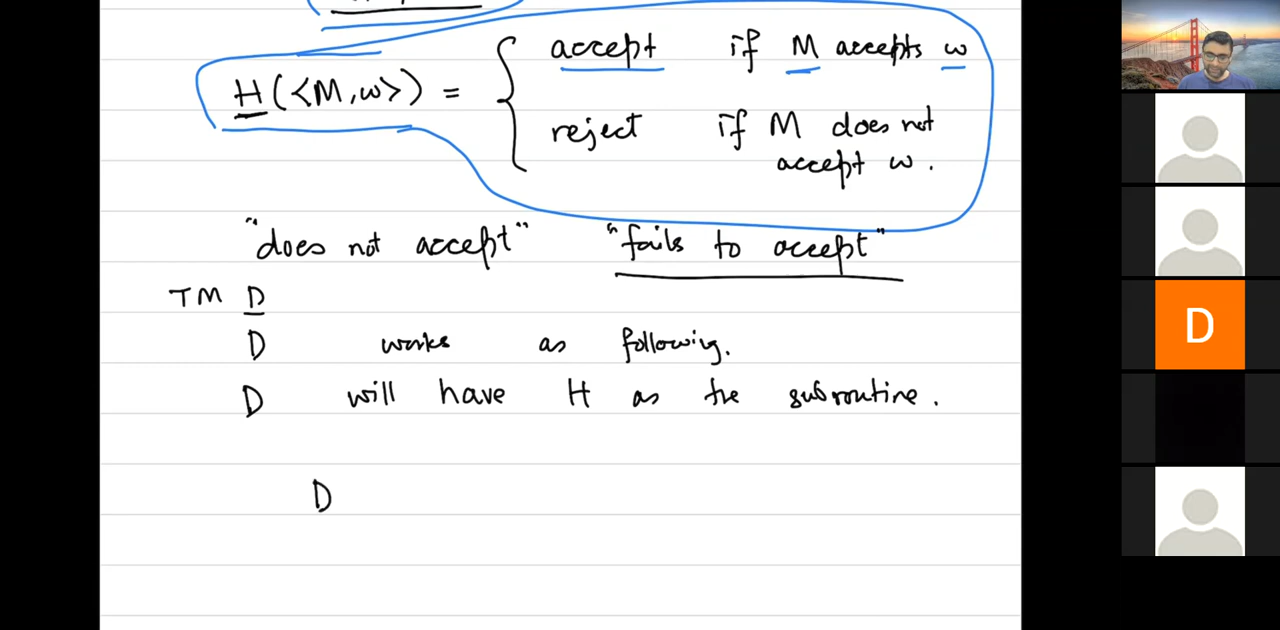 H(<M,w>) = { accept if M accepts w
reject if M does not
accept w.
"does not accept" "fails to accept"
TM D
D works as following.
D will have H as the subroutine.
D
D